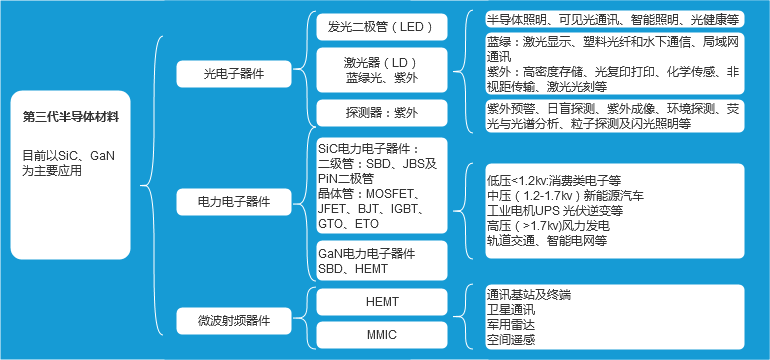 第三代半导体材料
目前以SiC、GaN
为主要应用
光电子器件
发光二极管（LED）
半导体照明、可见光通讯、智能照明、光健康等
激光器（LD）
蓝绿光、紫外
蓝绿：激光显示、塑料光纤和水下通信、局域网
通讯
紫外：高密度存储、光复印打印、化学传感、非
视距传输、激光光刻等
探测器：紫外
紫外预警、日盲探测、紫外成像、环境探测、荧
光与光谱分析、粒子探测及闪光照明等
电力电子器件
SiC电力电子器件：
二级管：SBD、JBS及
PiN二极管
晶体管：MOSFET、
JFET、BJT、IGBT、
GTO、ETO
GaN电力电子器件
SBD、HEMT
低压<1.2kv:消费类电子等
中压（1.2-1.7kv）新能源汽车
工业电机UPS 光伏逆变等
高压（>1.7kv)风力发电
轨道交通、智能电网等
微波射频器件
HEMT
MMIC
通讯基站及终端
卫星通讯
军用雷达
空间遥感